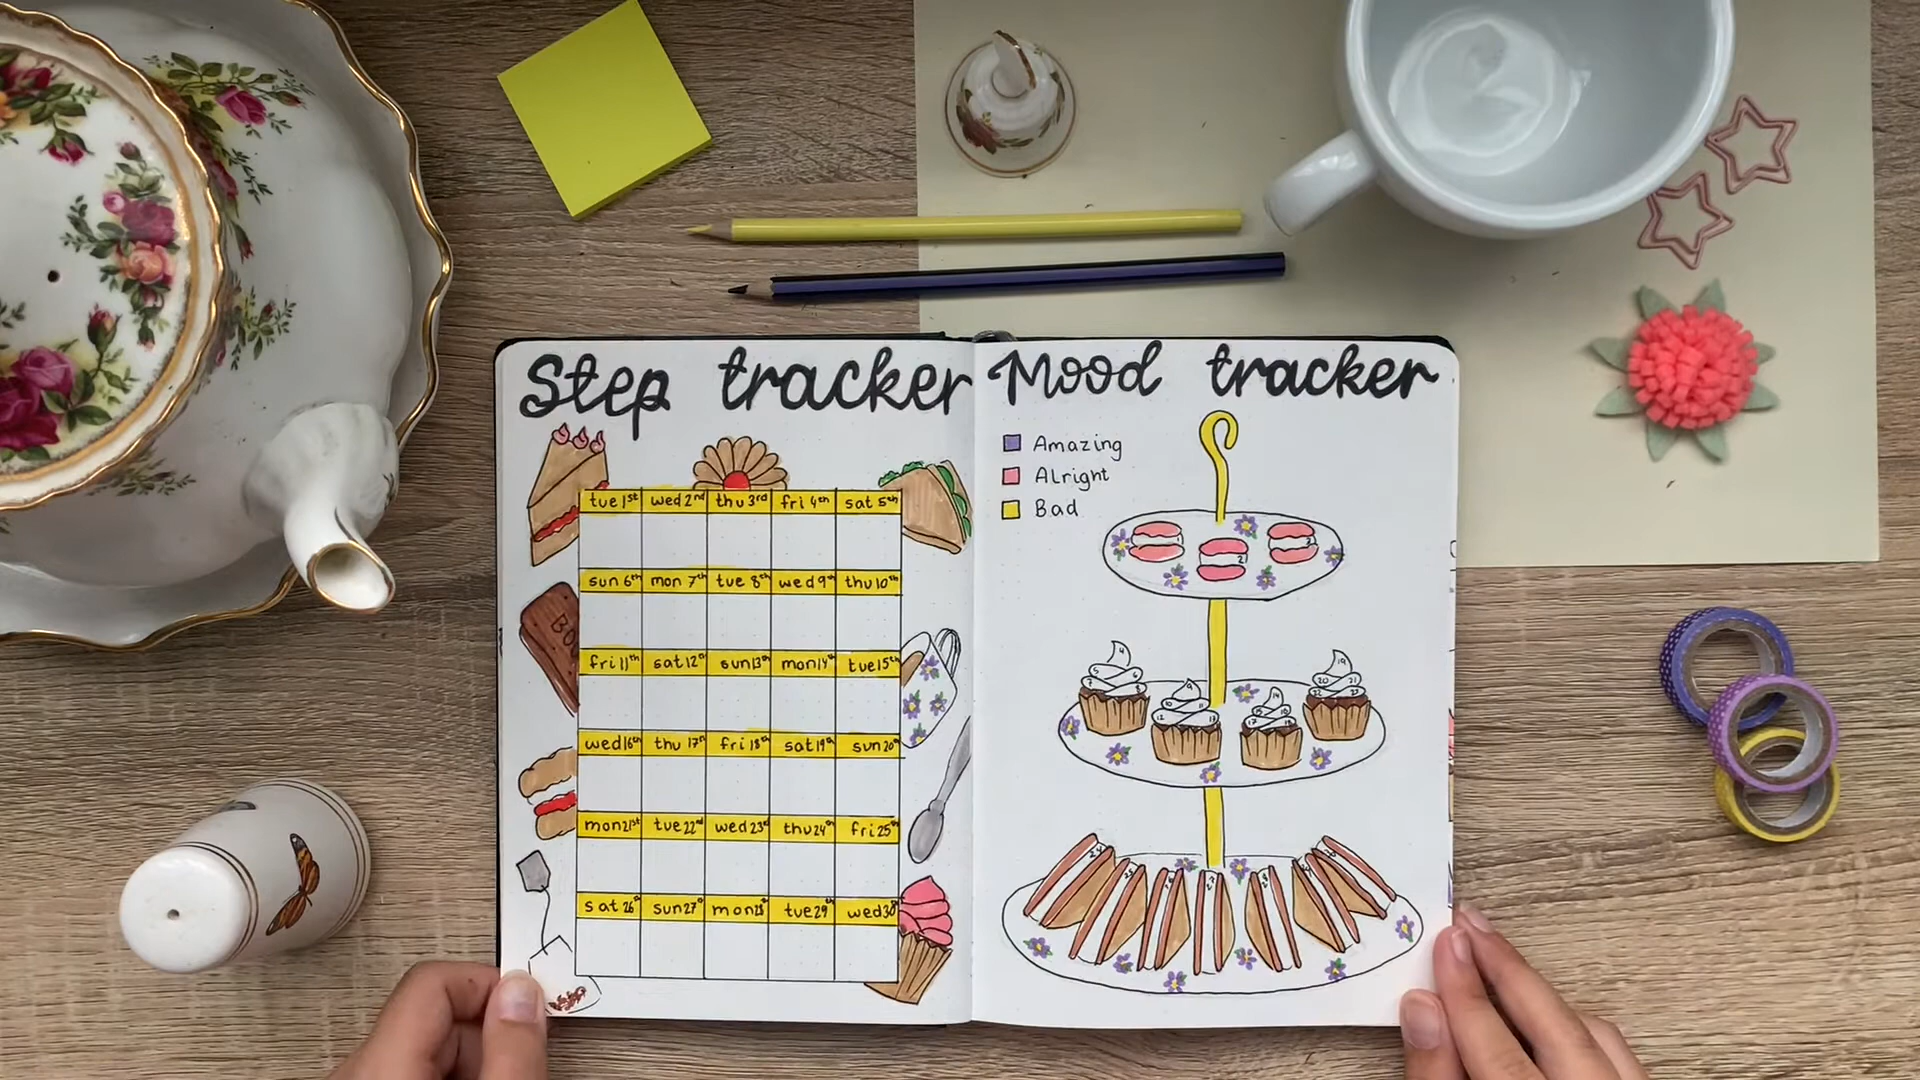 Step tracker
tue 1st wed 2nd thu 3rd fri 4th sat 5th
sun 6th mon 7th tue 8th wed 9th thu 10th
fri 11th sat 12th sun 13th mon 14th tue 15th
wed 16th thu 17th fri 18th sat 19th sun 20th
mon 21st tue 22nd wed 23rd thu 24th fri 25th
sat 26th sun 27th mon 28th tue 29th wed 30th
Mood tracker
Amazing
Alright
Bad